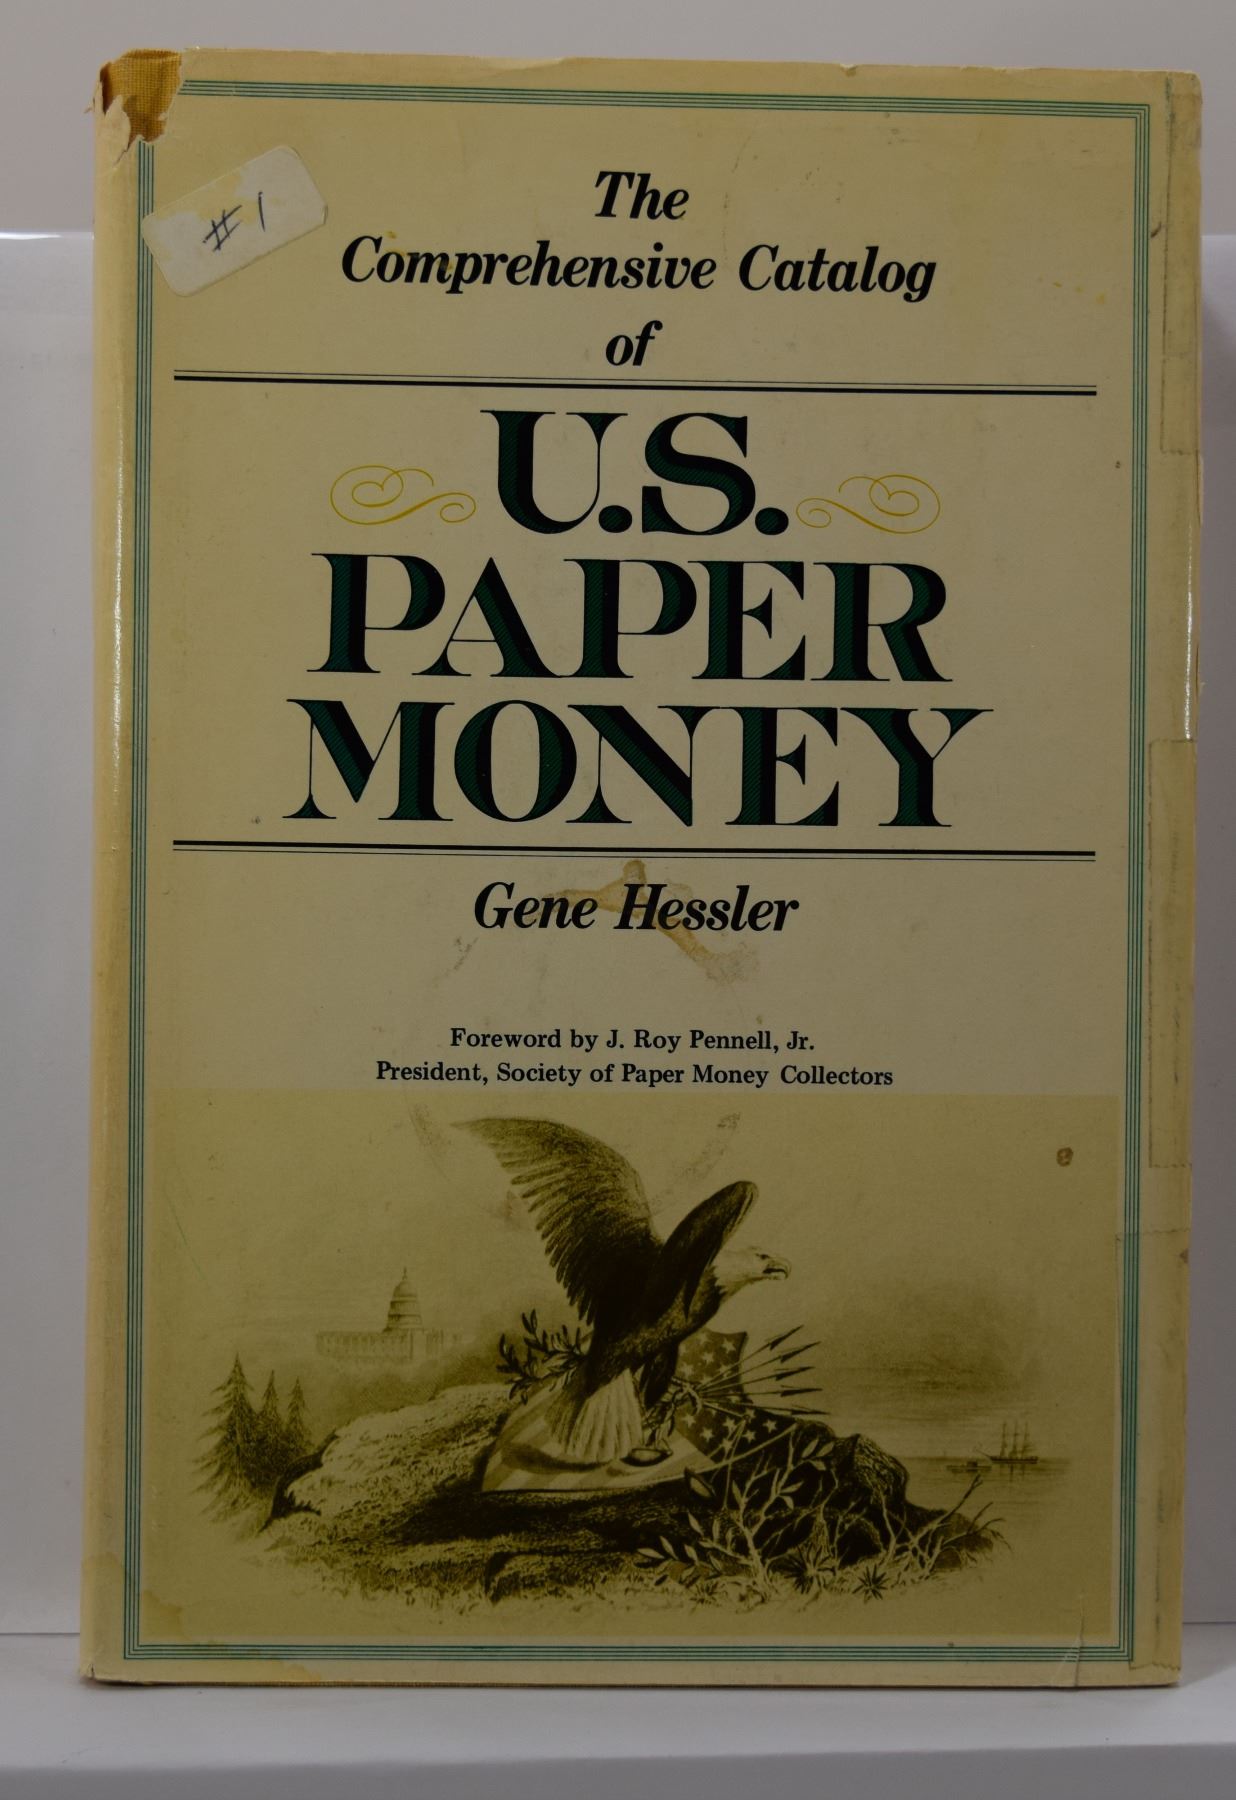 #1
The
Comprehensive Catalog
of
U.S.
PAPER
MONEY
Gene Hessler
Foreword by J. Roy Pennell, Jr.
President, Society of Paper Money Collectors